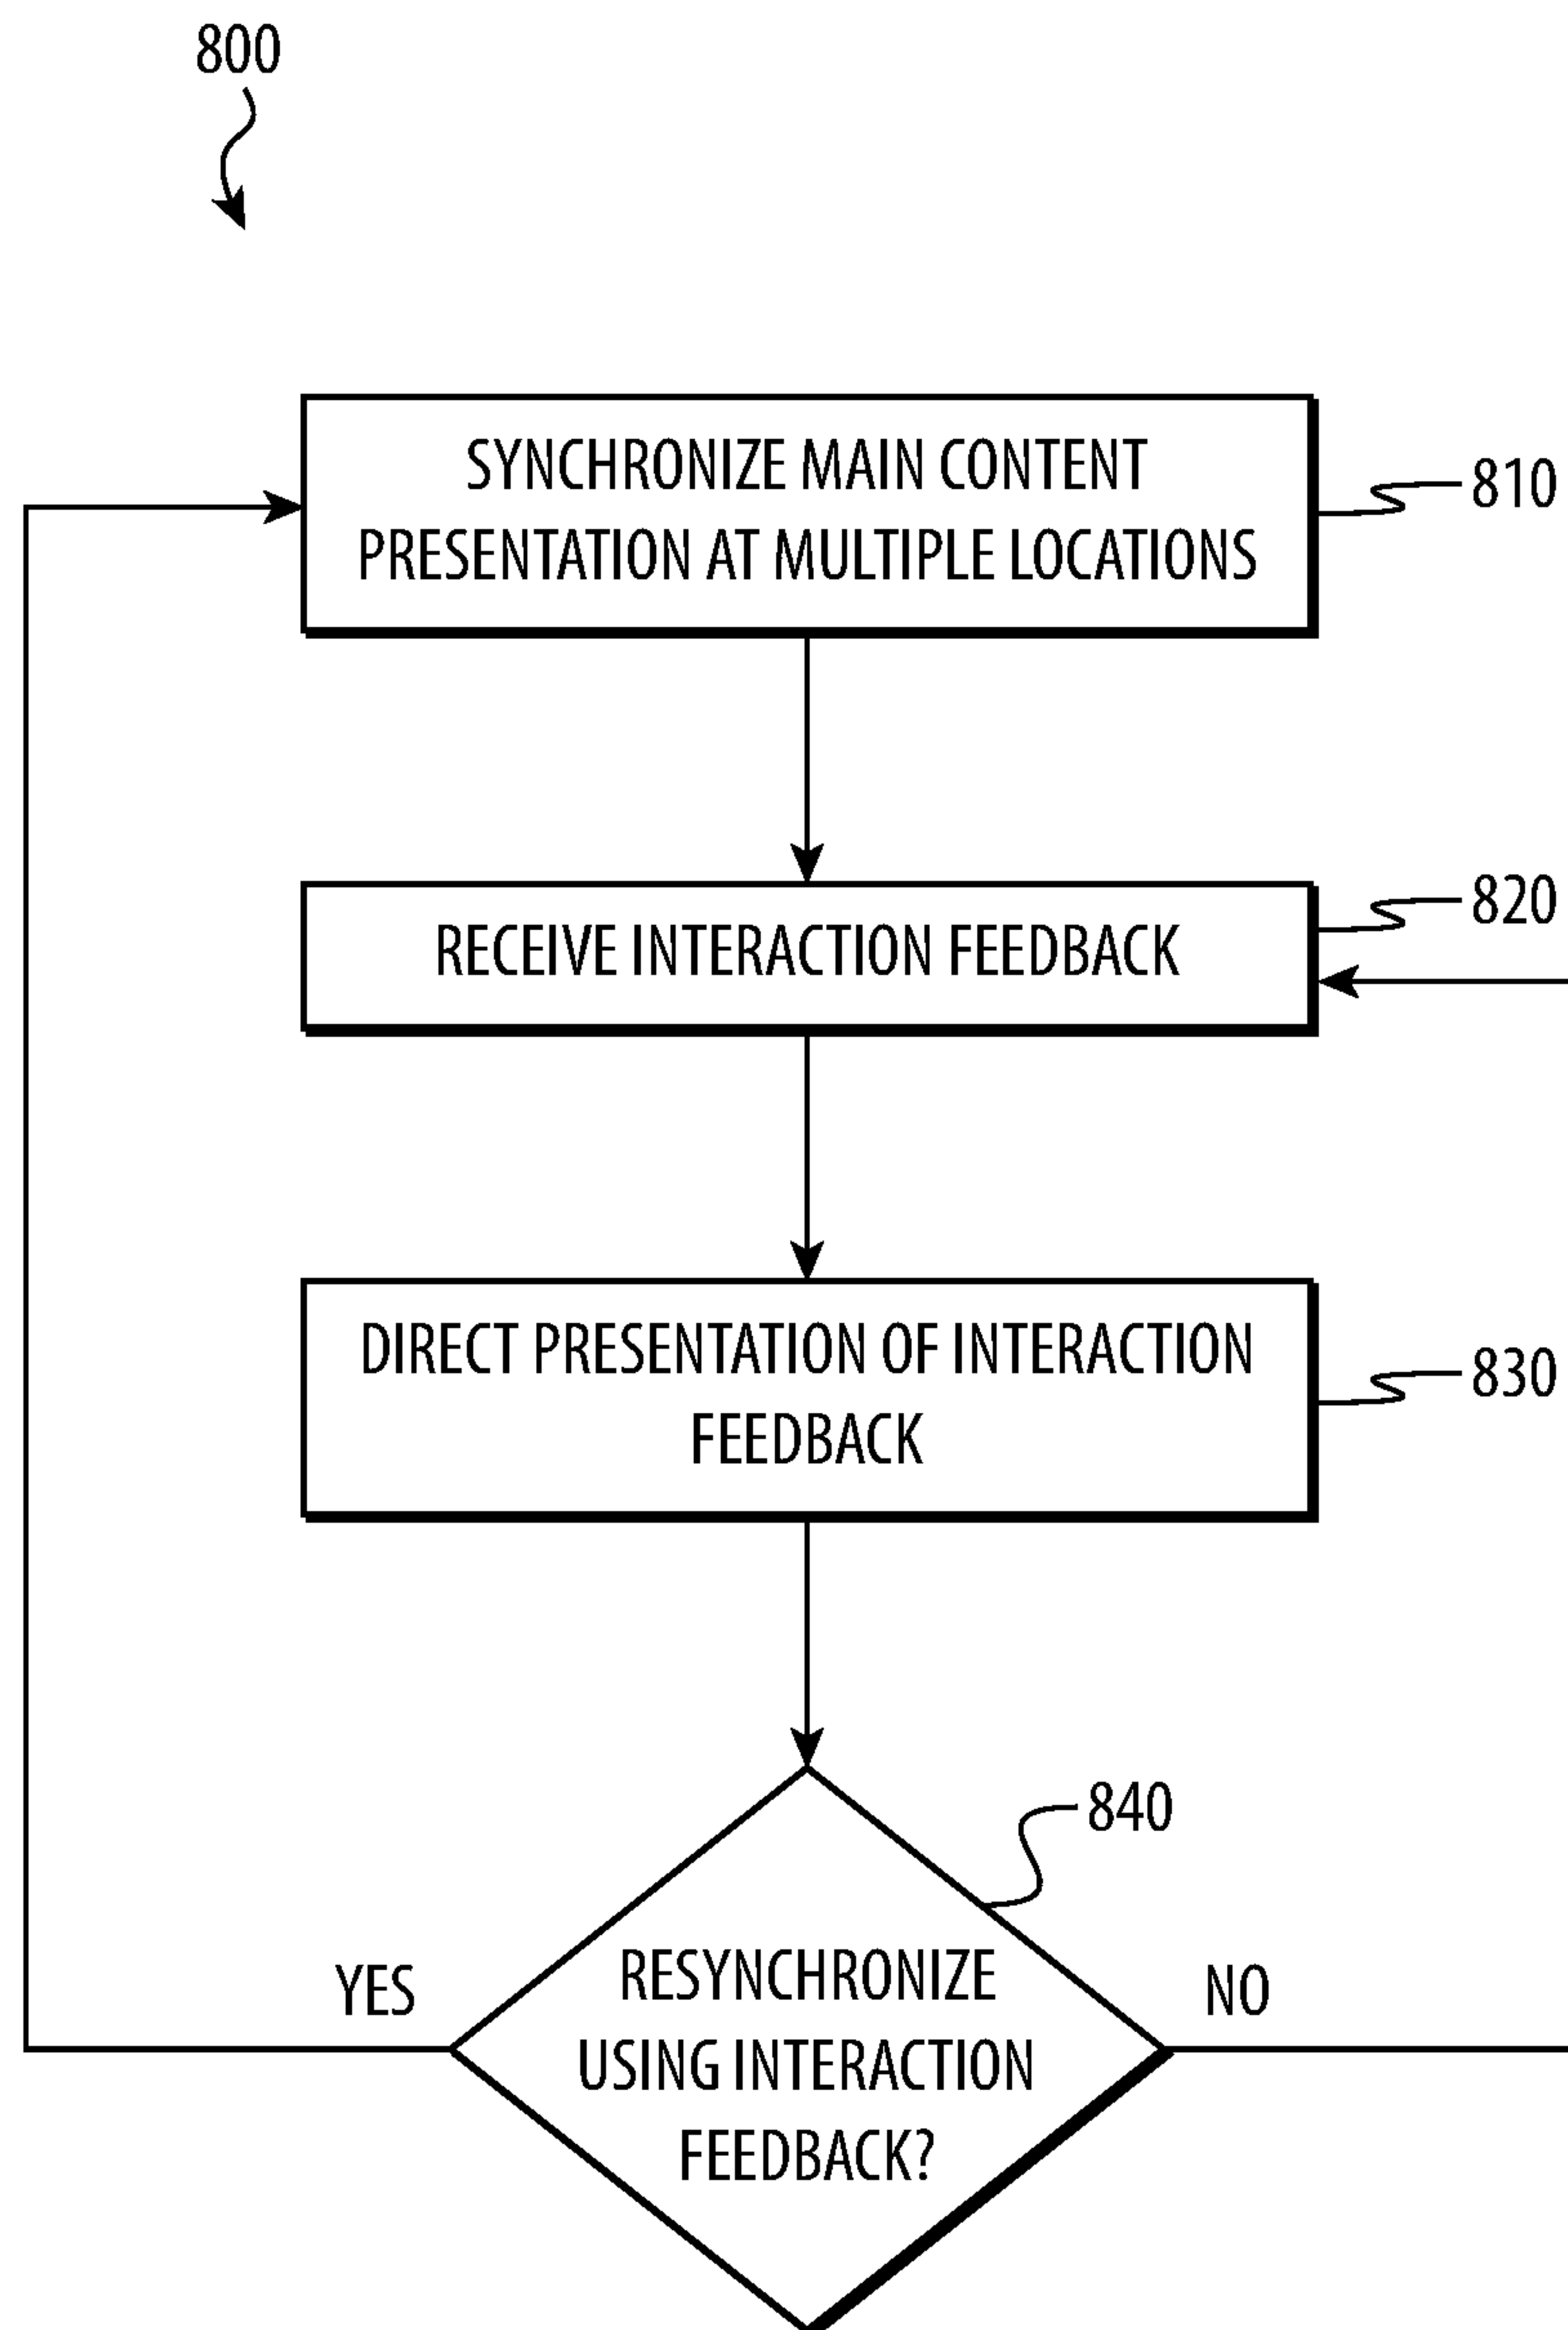 800
SYNCHRONIZE MAIN CONTENT
PRESENTATION AT MULTIPLE LOCATIONS
810
RECEIVE INTERACTION FEEDBACK
820
DIRECT PRESENTATION OF INTERACTION
FEEDBACK
830
840
RESYNCHRONIZE
USING INTERACTION
FEEDBACK?
YES
NO